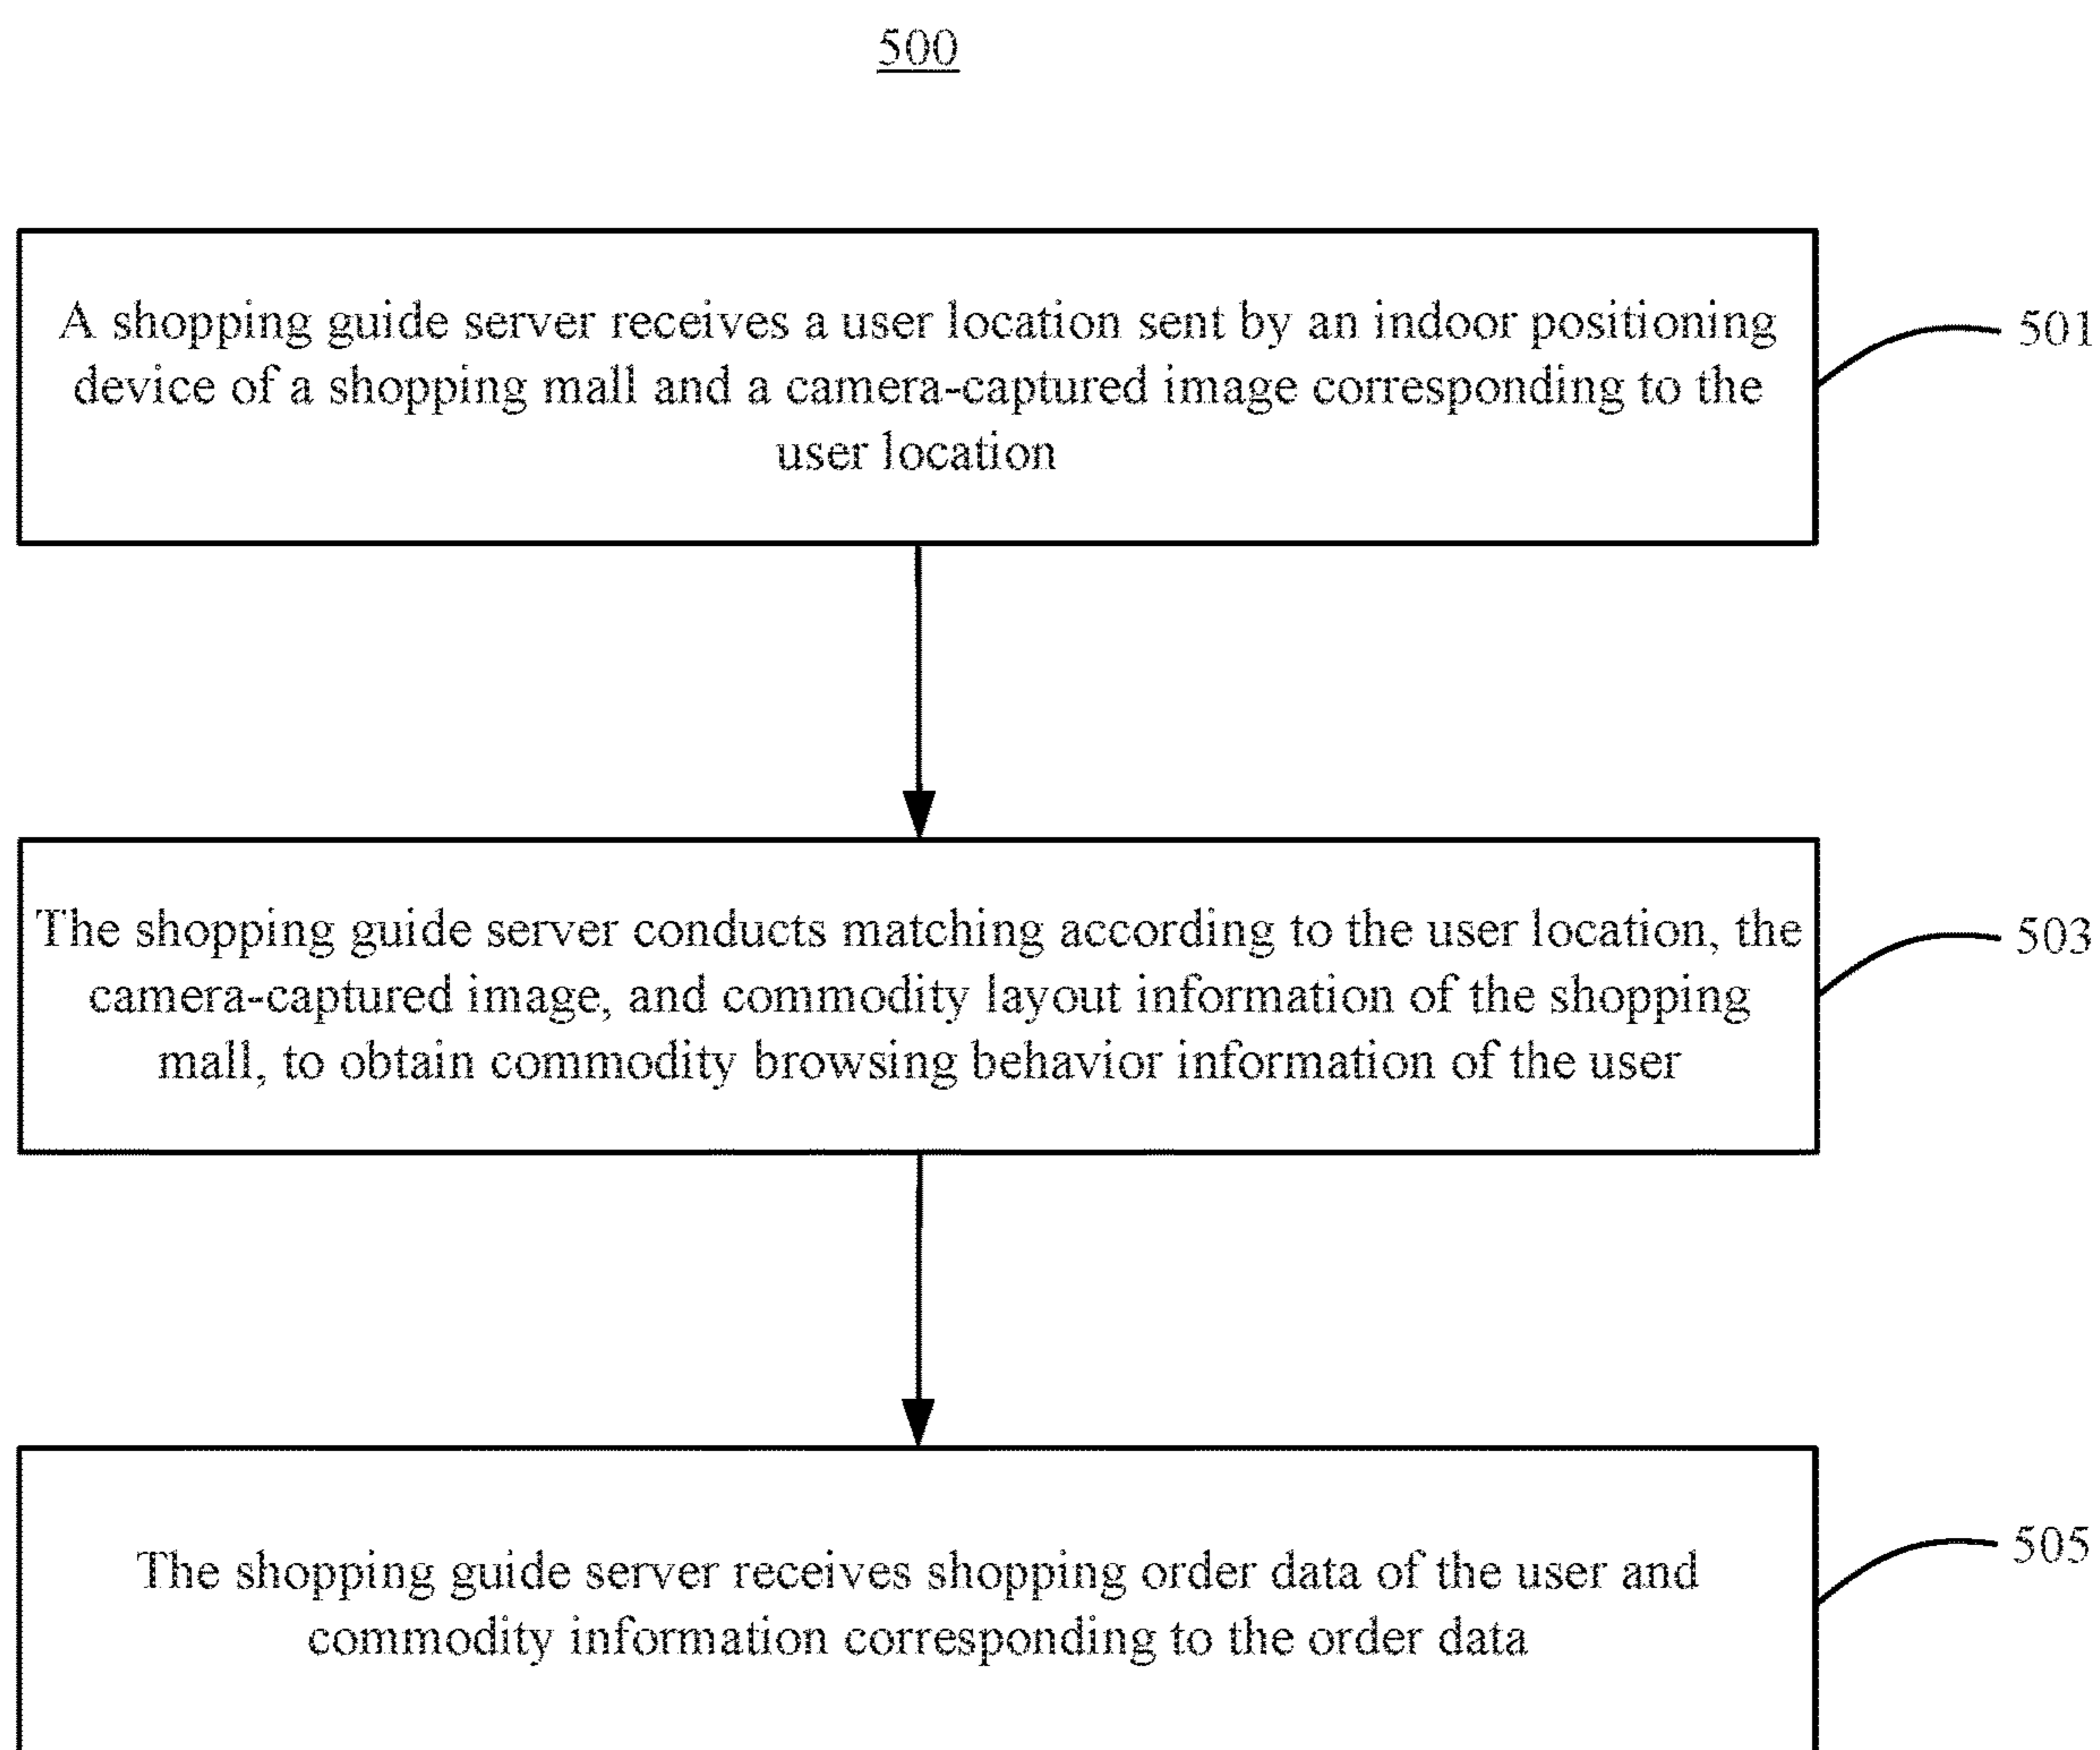 500
A shopping guide server receives a user location sent by an indoor positioning
device of a shopping mall and a camera-captured image corresponding to the
user location
501
The shopping guide server conducts matching according to the user location, the
camera-captured image, and commodity layout information of the shopping
mall, to obtain commodity browsing behavior information of the user
503
The shopping guide server receives shopping order data of the user and
commodity information corresponding to the order data
505